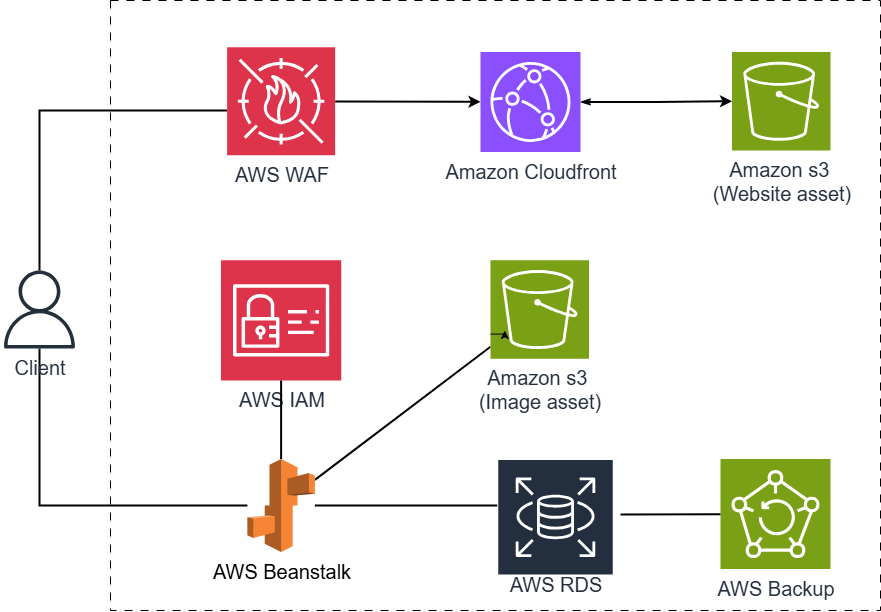 AWS WAF
Amazon Cloudfront
Amazon s3
(Website asset)
Client
AWS IAM
Amazon s3
(Image asset)
AWS Beanstalk
AWS RDS
AWS Backup